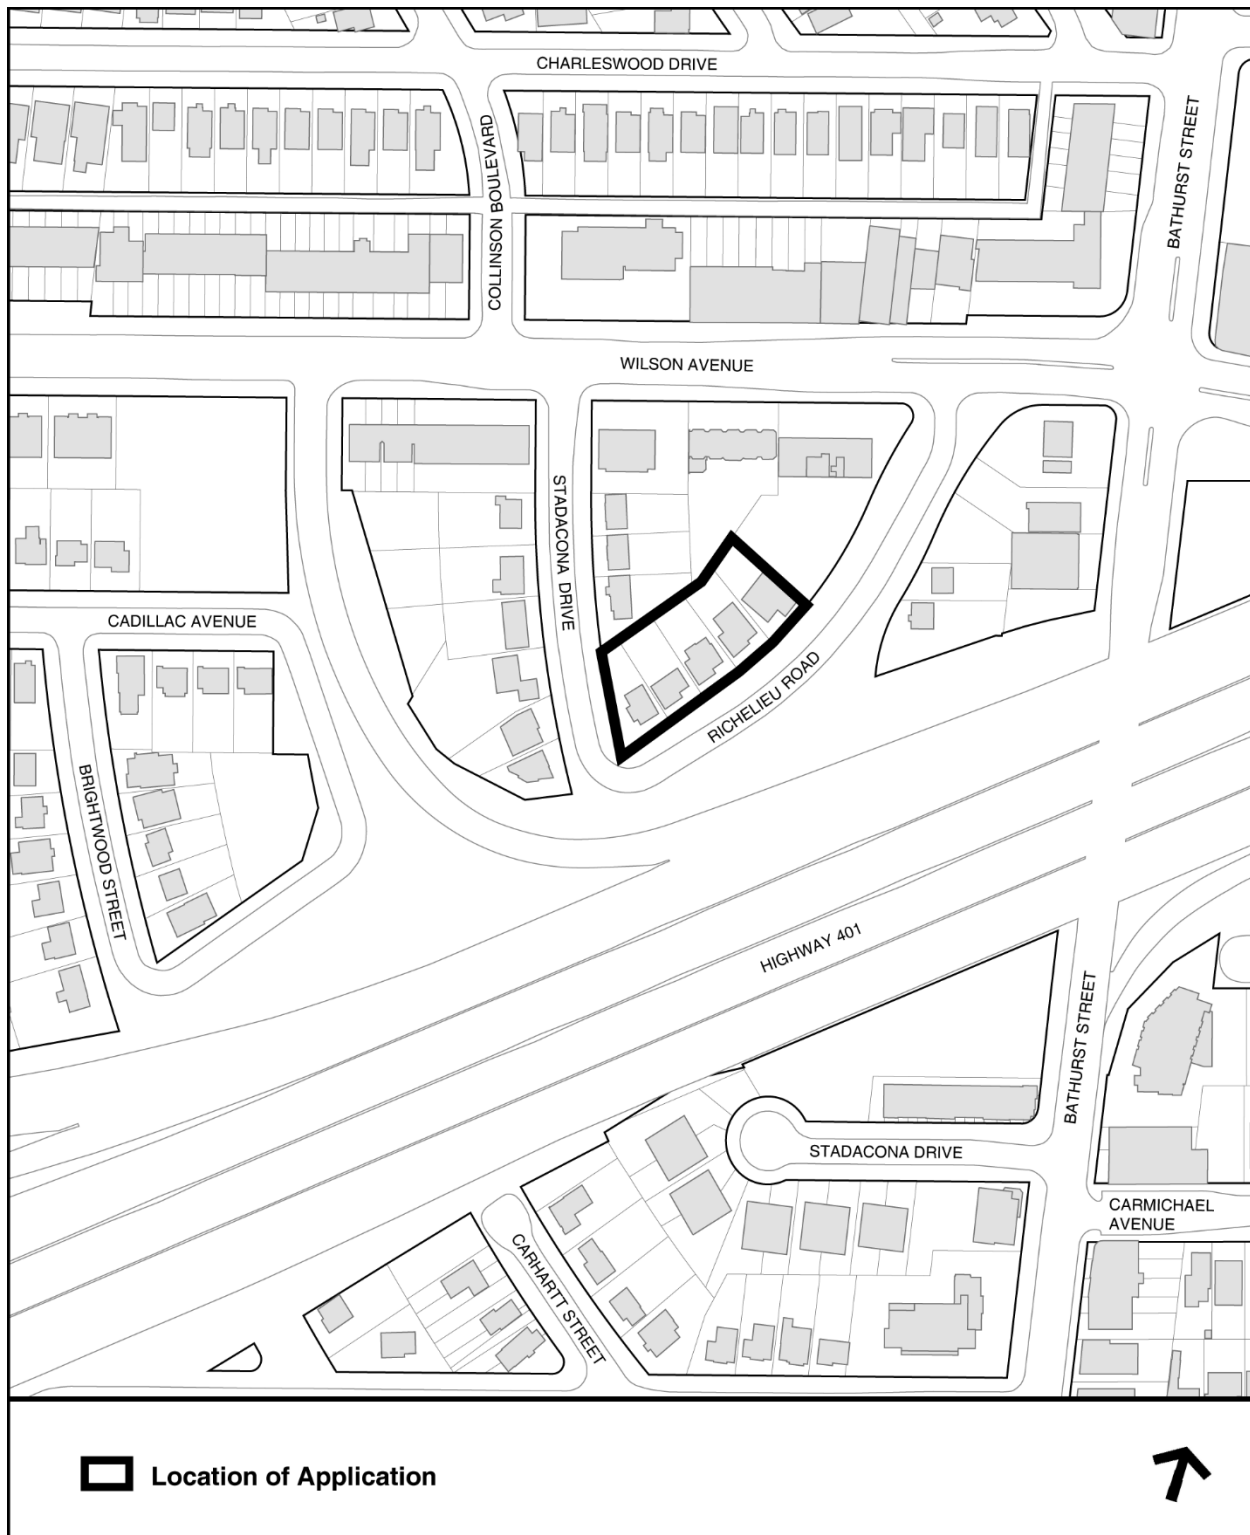 CHARLESWOOD DRIVE
COLLINSON BOULEVARD
BATHURST STREET
WILSON AVENUE
STADACONA DRIVE
CADILLAC AVENUE
RICHELIEU ROAD
BRIGHTWOOD STREET
HIGHWAY 401
BATHURST STREET
STADACONA DRIVE
CARMICHAEL
AVENUE
CARHARTT STREET
Location of Application